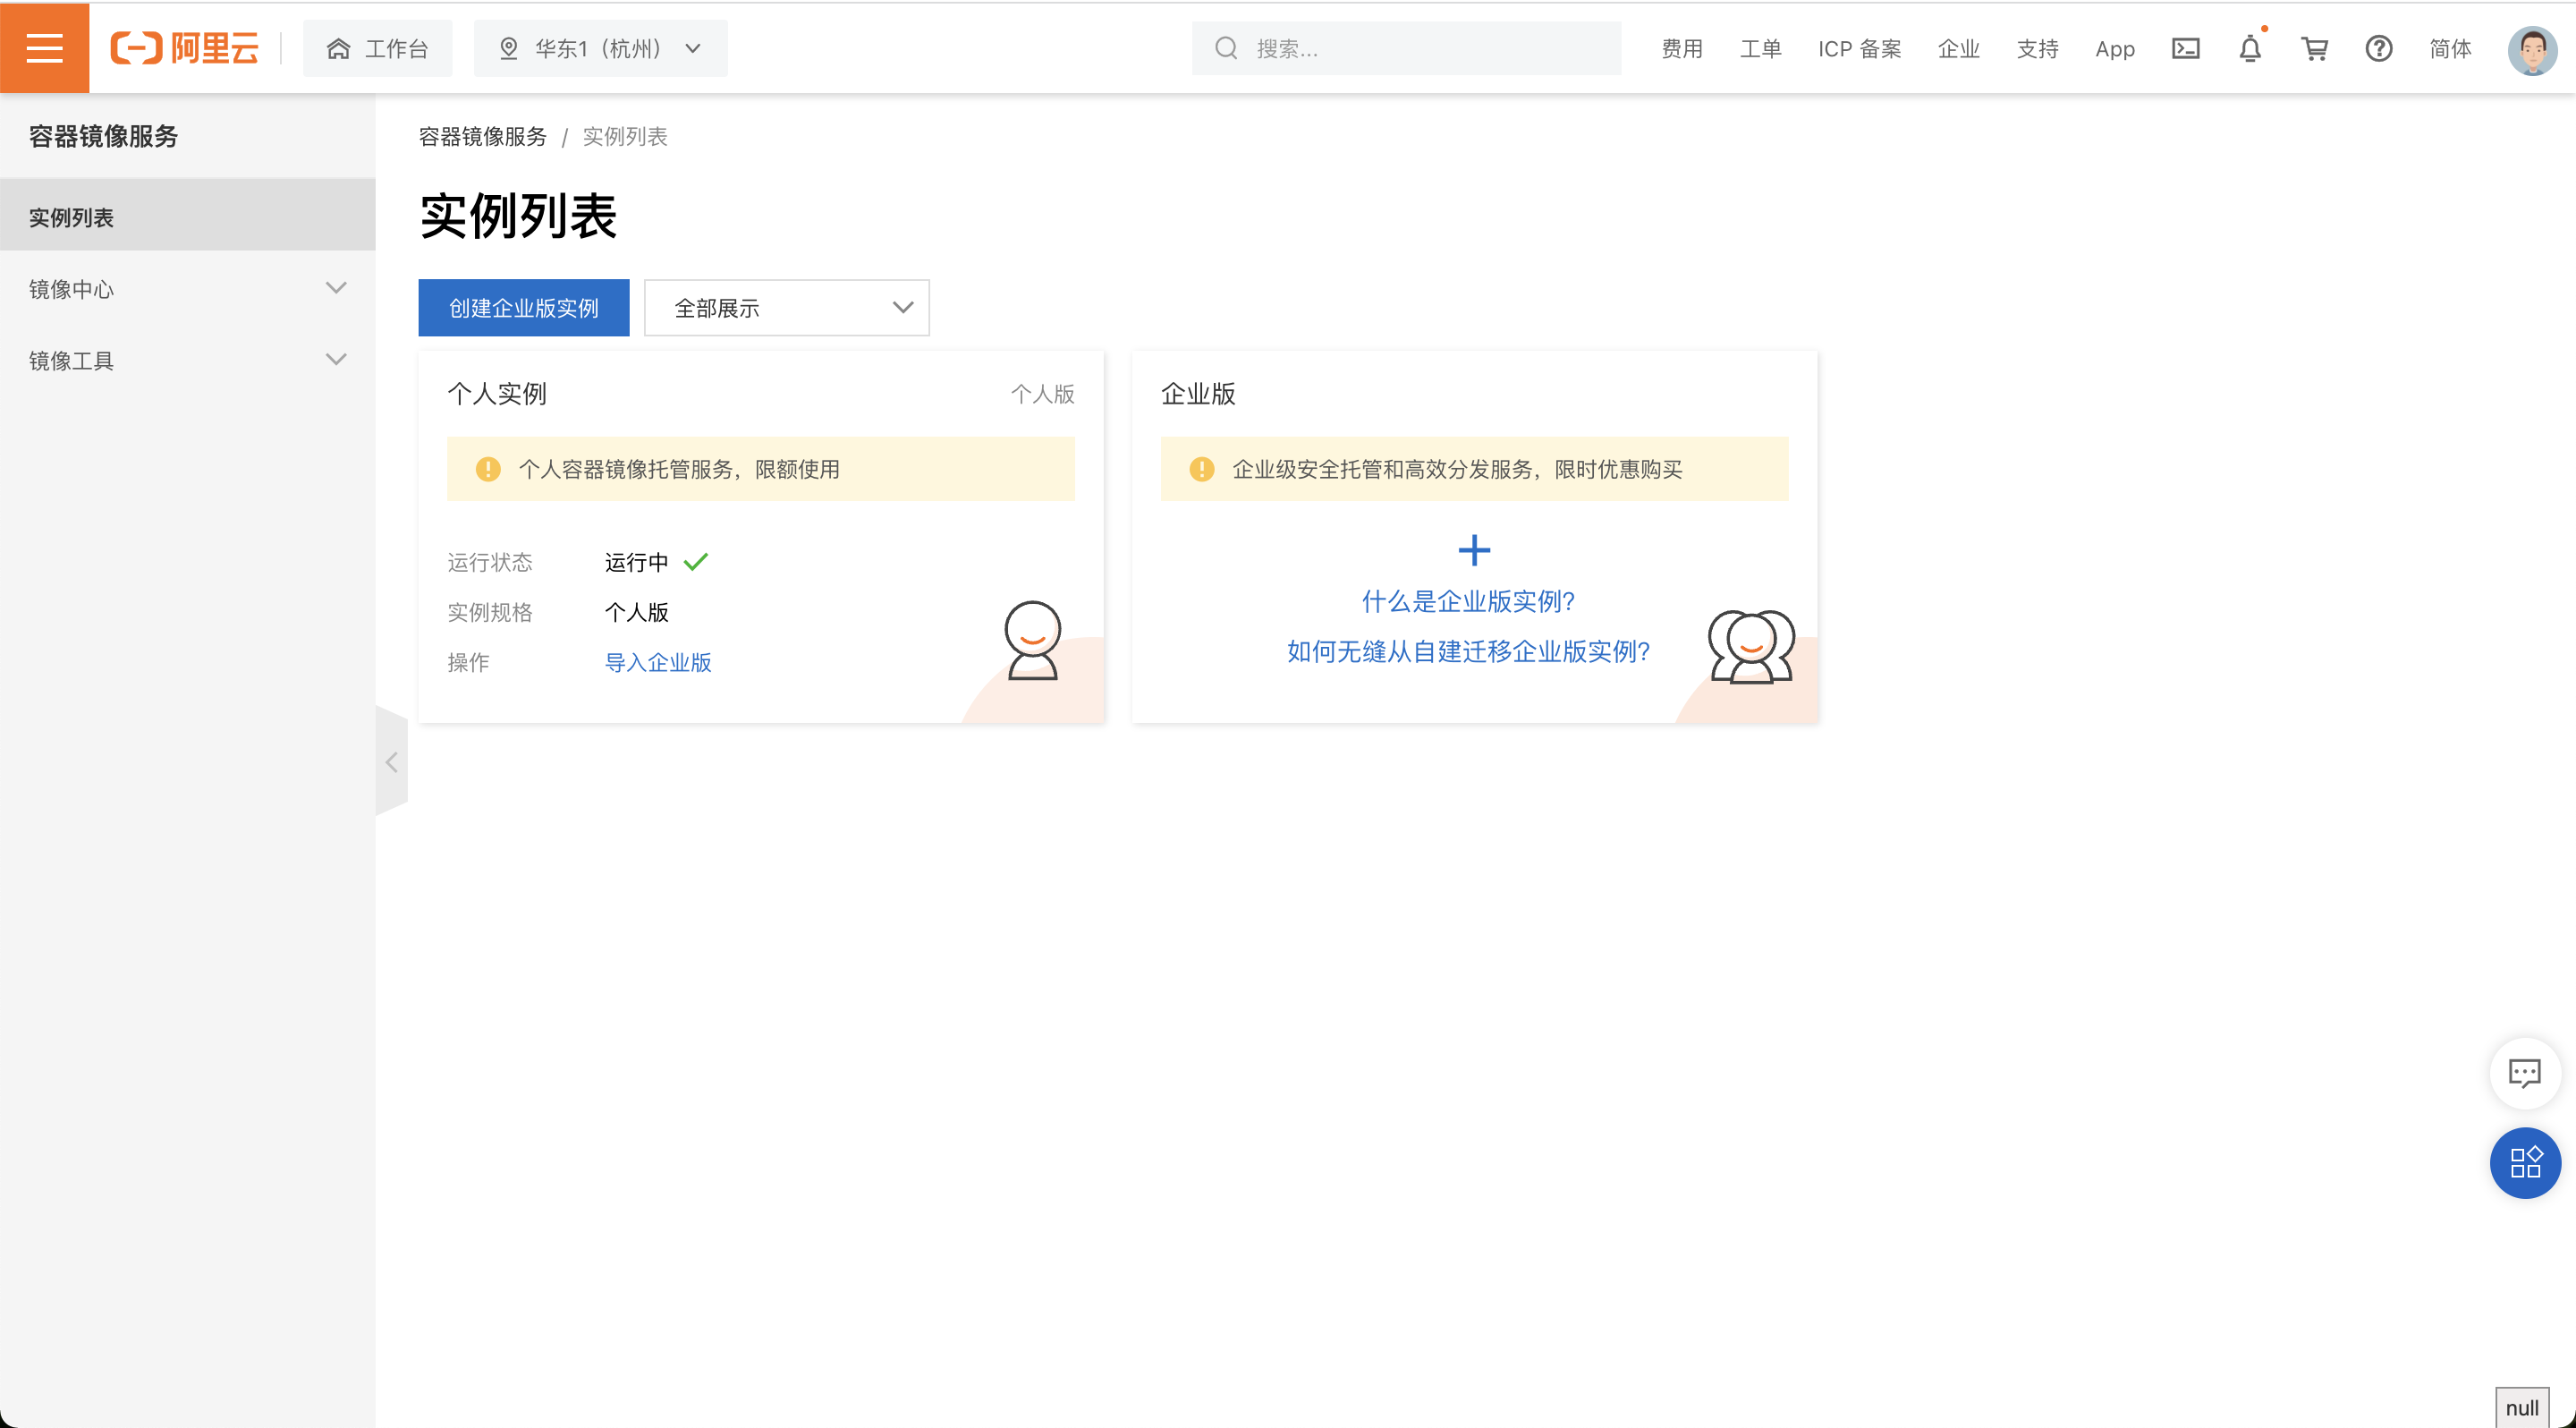 阿里云
工作台
华东1（杭州）
搜索...
费用
工单
ICP 备案
企业
支持
App
简体
容器镜像服务
实例列表
镜像中心
镜像工具
容器镜像服务 / 实例列表
实例列表
创建企业版实例
全部展示
个人实例
个人版
个人容器镜像托管服务，限额使用
运行状态 运行中
实例规格 个人版
操作 导入企业版
企业版
企业级安全托管和高效分发服务，限时优惠购买
什么是企业版实例?
如何无缝从自建迁移企业版实例?
null